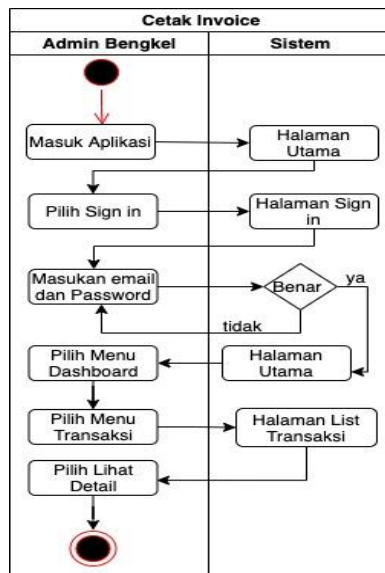 Cetak Invoice
Admin Bengkel
Sistem
Masuk Aplikasi
Halaman
Utama
Pilih Sign in
Halaman Sign
in
Masukan email
dan Password
Benar
ya
tidak
Pilih Menu
Dashboard
Halaman
Utama
Pilih Menu
Transaksi
Halaman List
Transaksi
Pilih Lihat
Detail